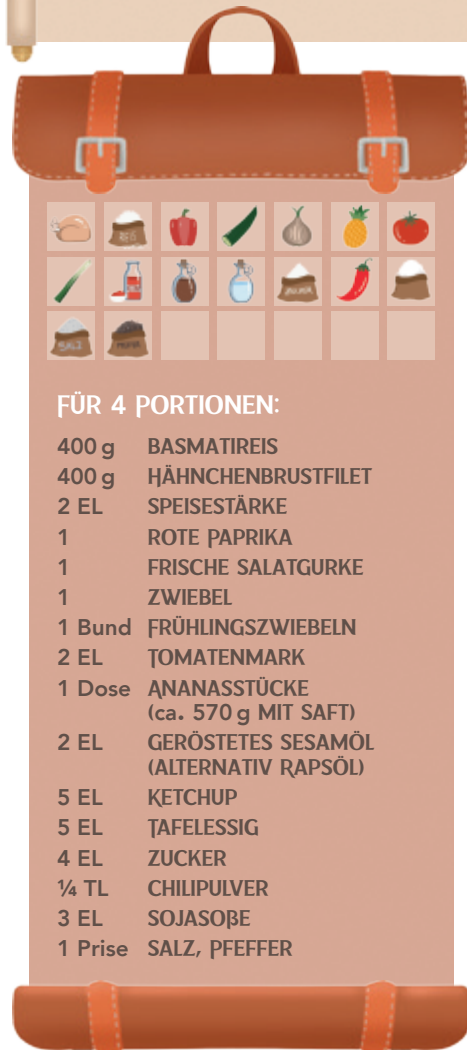 FÜR 4 PORTIONEN:
400 g BASMATIREIS
400 g HÄHNCHENBRUSTFILET
2 EL SPEISESTÄRKE
1 ROTE PAPRIKA
1 FRISCHE SALATGURKE
1 ZWIEBEL
1 Bund FRÜHLINGSZWIEBELN
2 EL TOMATENMARK
1 Dose ANANASSTÜCKE
(ca. 570 g MIT SAFT)
2 EL GERÖSTETES SESAMÖL
(ALTERNATIV RAPSÖL)
5 EL KETCHUP
5 EL TAFELESSIG
4 EL ZUCKER
¼ TL CHILIPULVER
3 EL SOJASOßE
1 Prise SALZ, PFEFFER